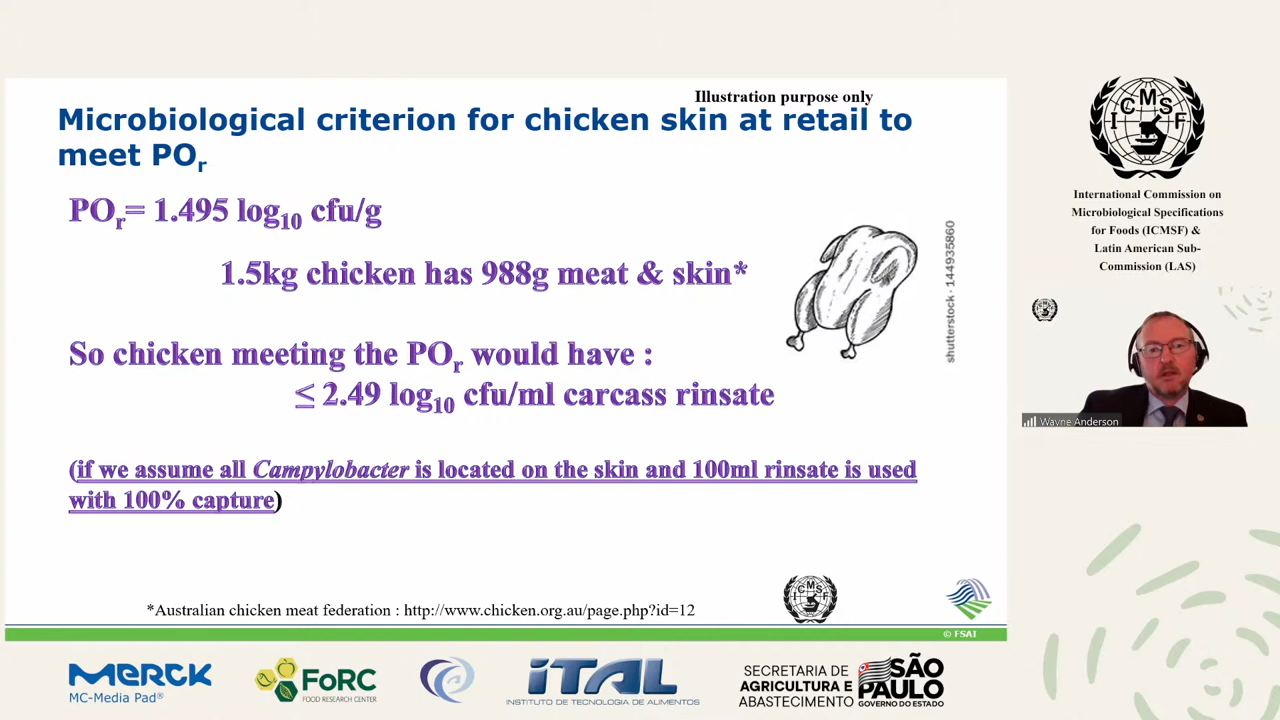 Illustration purpose only
Microbiological criterion for chicken skin at retail to
meet POr
POr= 1.495 log10 cfu/g
1.5kg chicken has 988g meat & skin*
So chicken meeting the POr would have :
≤ 2.49 log10 cfu/ml carcass rinsate
(if we assume all Campylobacter is located on the skin and 100ml rinsate is used
with 100% capture)
shutterstock · 144935860
*Australian chicken meat federation : http://www.chicken.org.au/page.php?id=12
ICMSF
© FSAI
ICMSF
International Commission on
Microbiological Specifications
for Foods (ICMSF) &
Latin American Sub-
Commission (LAS)
Wayne Anderson
MERCK
MC-Media Pad®
FoRC
FOOD RESEARCH CENTER
iTAL
INSTITUTO DE TECNOLOGIA DE ALIMENTOS
SECRETARIA DE
AGRICULTURA E
ABASTECIMENTO
SÃO
PAULO
GOVERNO DO ESTADO